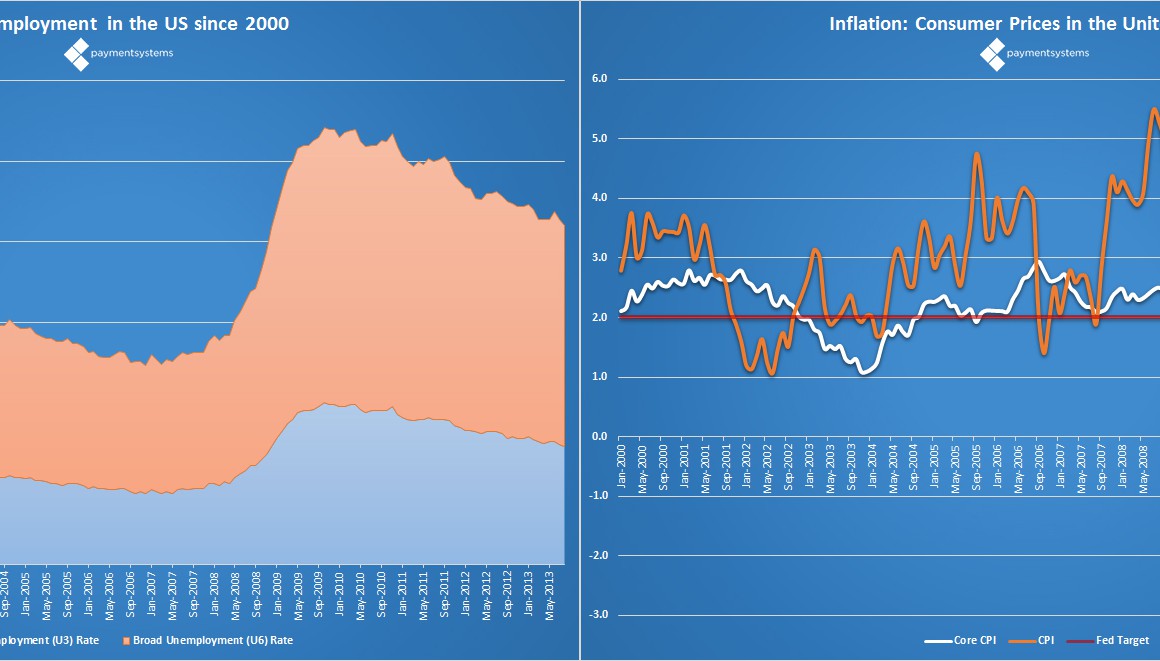 mployment in the US since 2000
paymentsystems
Sep-2004
Jan-2005
May-2005
Sep-2005
Jan-2006
May-2006
Sep-2006
Jan-2007
May-2007
Sep-2007
Jan-2008
May-2008
Sep-2008
Jan-2009
May-2009
Sep-2009
Jan-2010
May-2010
Sep-2010
Jan-2011
May-2011
Sep-2011
Jan-2012
May-2012
Sep-2012
Jan-2013
May-2013
ployment (U3) Rate Broad Unemployment (U6) Rate
Inflation: Consumer Prices in the Unit
paymentsystems
6.0
5.0
4.0
3.0
2.0
1.0
0.0
Jan-2000
May-2000
Sep-2000
Jan-2001
May-2001
Sep-2001
Jan-2002
May-2002
Sep-2002
Jan-2003
May-2003
Sep-2003
Jan-2004
May-2004
Sep-2004
Jan-2005
May-2005
Sep-2005
Jan-2006
May-2006
Sep-2006
Jan-2007
May-2007
Sep-2007
Jan-2008
May-2008
-1.0
-2.0
-3.0
Core CPI CPI Fed Target